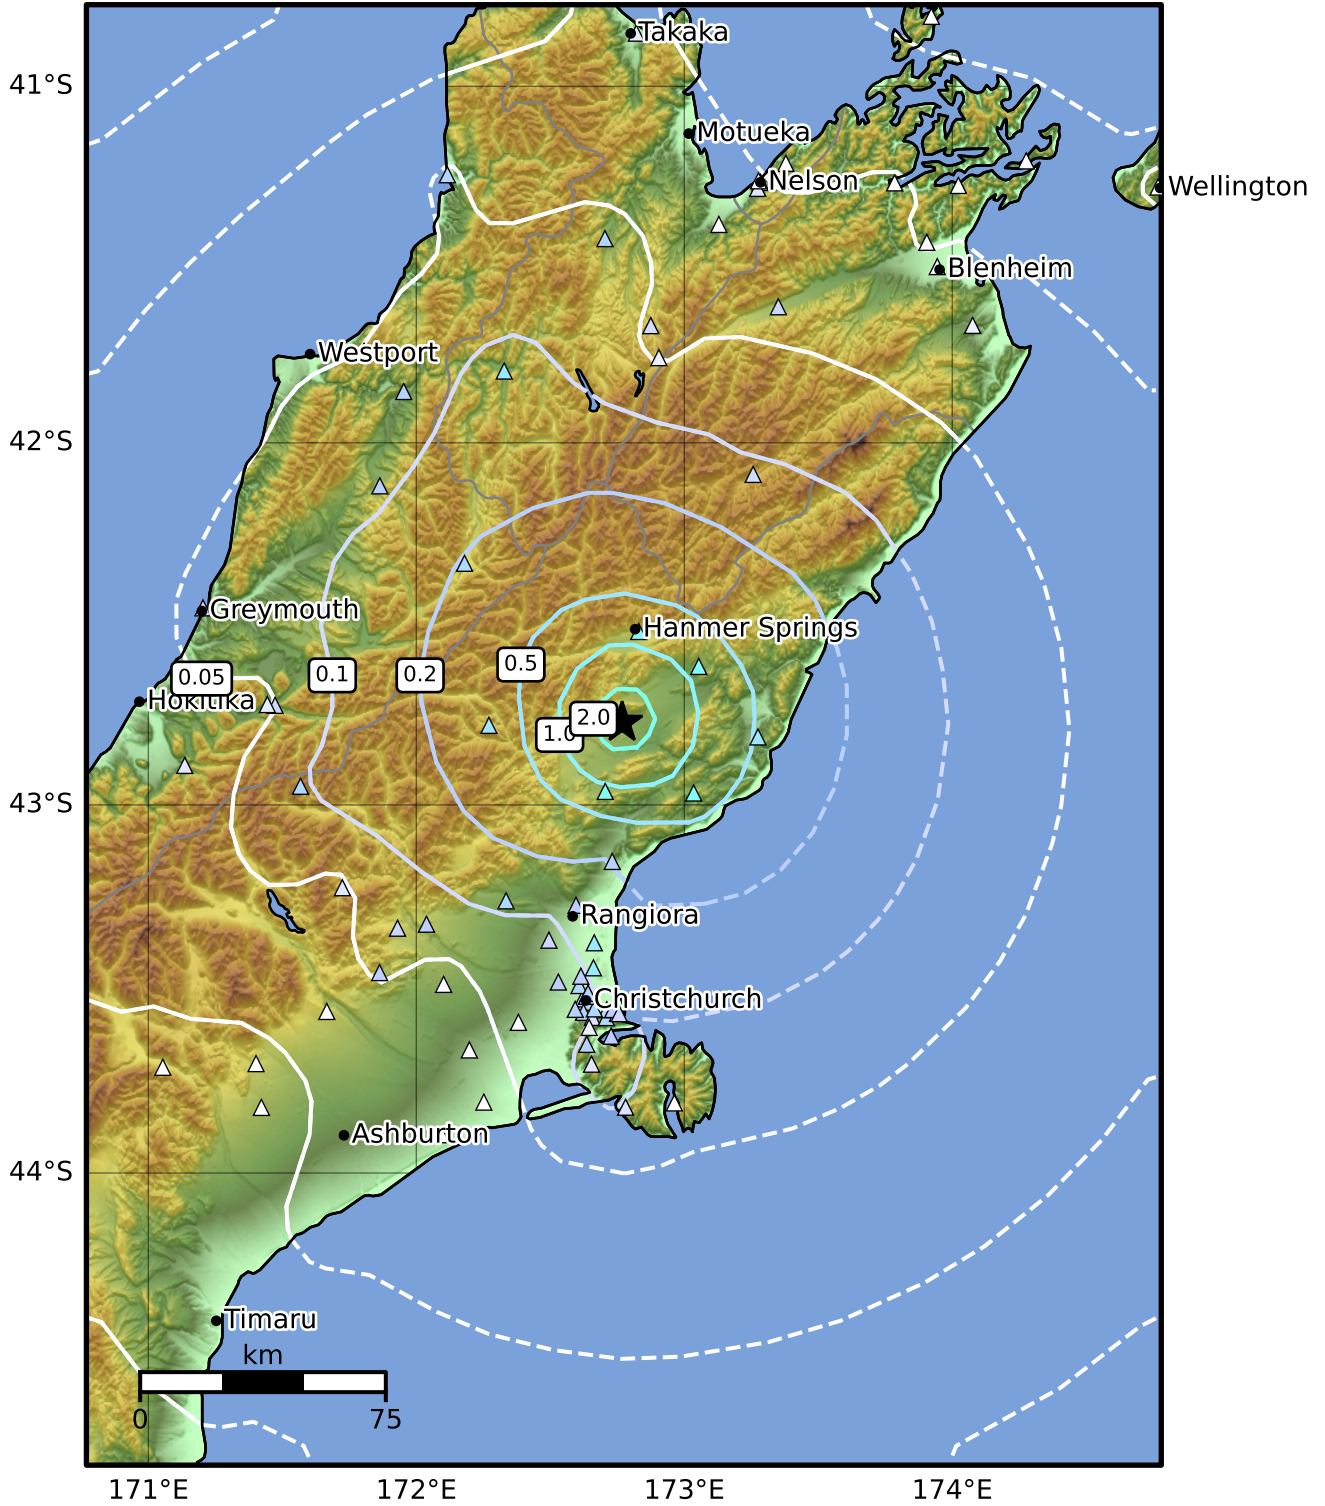 Takaka
41°S
Motueka
Nelson
Wellington
Blenheim
Westport
42°S
Greymouth
Hanmer Springs
0.05
0.1
0.2
0.5
Hokitika
1.0
2.0
43°S
Rangiora
Christchurch
Ashburton
44°S
Timaru
km
0
75
171°E
172°E
173°E
174°E